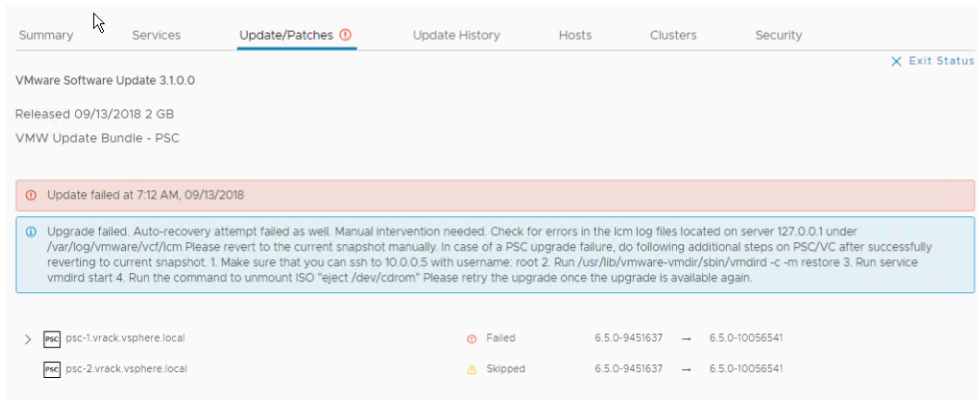 Summary Services Update/Patches Update History Hosts Clusters Security
Exit Status
VMware Software Update 3.1.0.0
Released 09/13/2018 2 GB
VMW Update Bundle - PSC
Update failed at 7:12 AM, 09/13/2018
Upgrade failed. Auto-recovery attempt failed as well. Manual intervention needed. Check for errors in the lcm log files located on server 127.0.0.1 under
/var/log/vmware/vcf/lcm Please revert to the current snapshot manually. In case of a PSC upgrade failure, do following additional steps on PSC/VC after successfully
reverting to current snapshot. 1. Make sure that you can ssh to 10.0.0.5 with username: root 2. Run /usr/lib/vmware-vmdir/sbin/vmdird -c -m restore 3. Run service
vmdird start 4. Run the command to unmount ISO "eject /dev/cdrom" Please retry the upgrade once the upgrade is available again.
PSC psc-1.vrack.vsphere.local Failed 6.5.0-9451637 → 6.5.0-10056541
PSC psc-2.vrack.vsphere.local Skipped 6.5.0-9451637 → 6.5.0-10056541